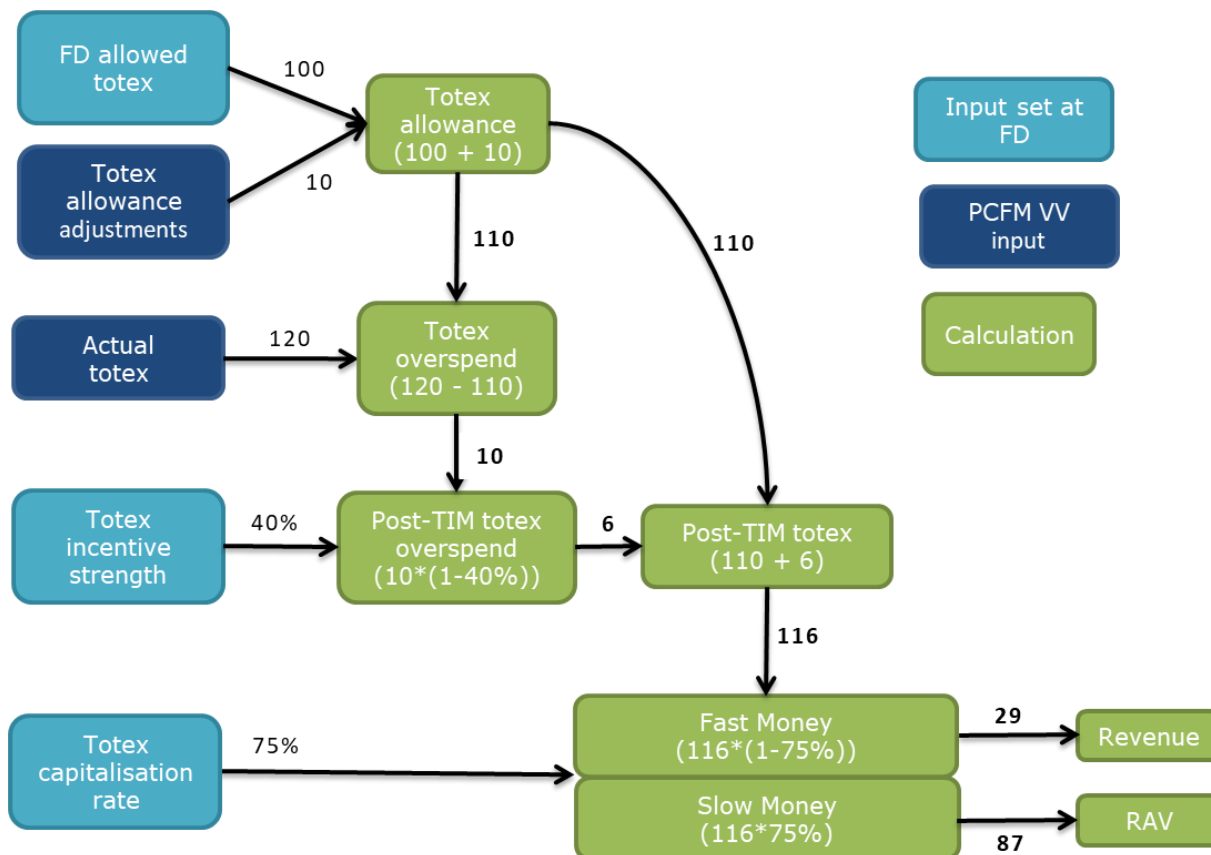 FD allowed
totex
100
Totex
allowance
(100 + 10)
Input set at
FD
Totex
allowance
adjustments
10
PCFM VV
input
110
110
Actual
totex
120
Totex
overspend
(120 - 110)
Calculation
10
Totex
incentive
strength
40%
Post-TIM totex
overspend
(10*(1-40%))
6
Post-TIM totex
(110 + 6)
116
Totex
capitalisation
rate
75%
Fast Money
(116*(1-75%))
29
Revenue
Slow Money
(116*75%)
87
RAV